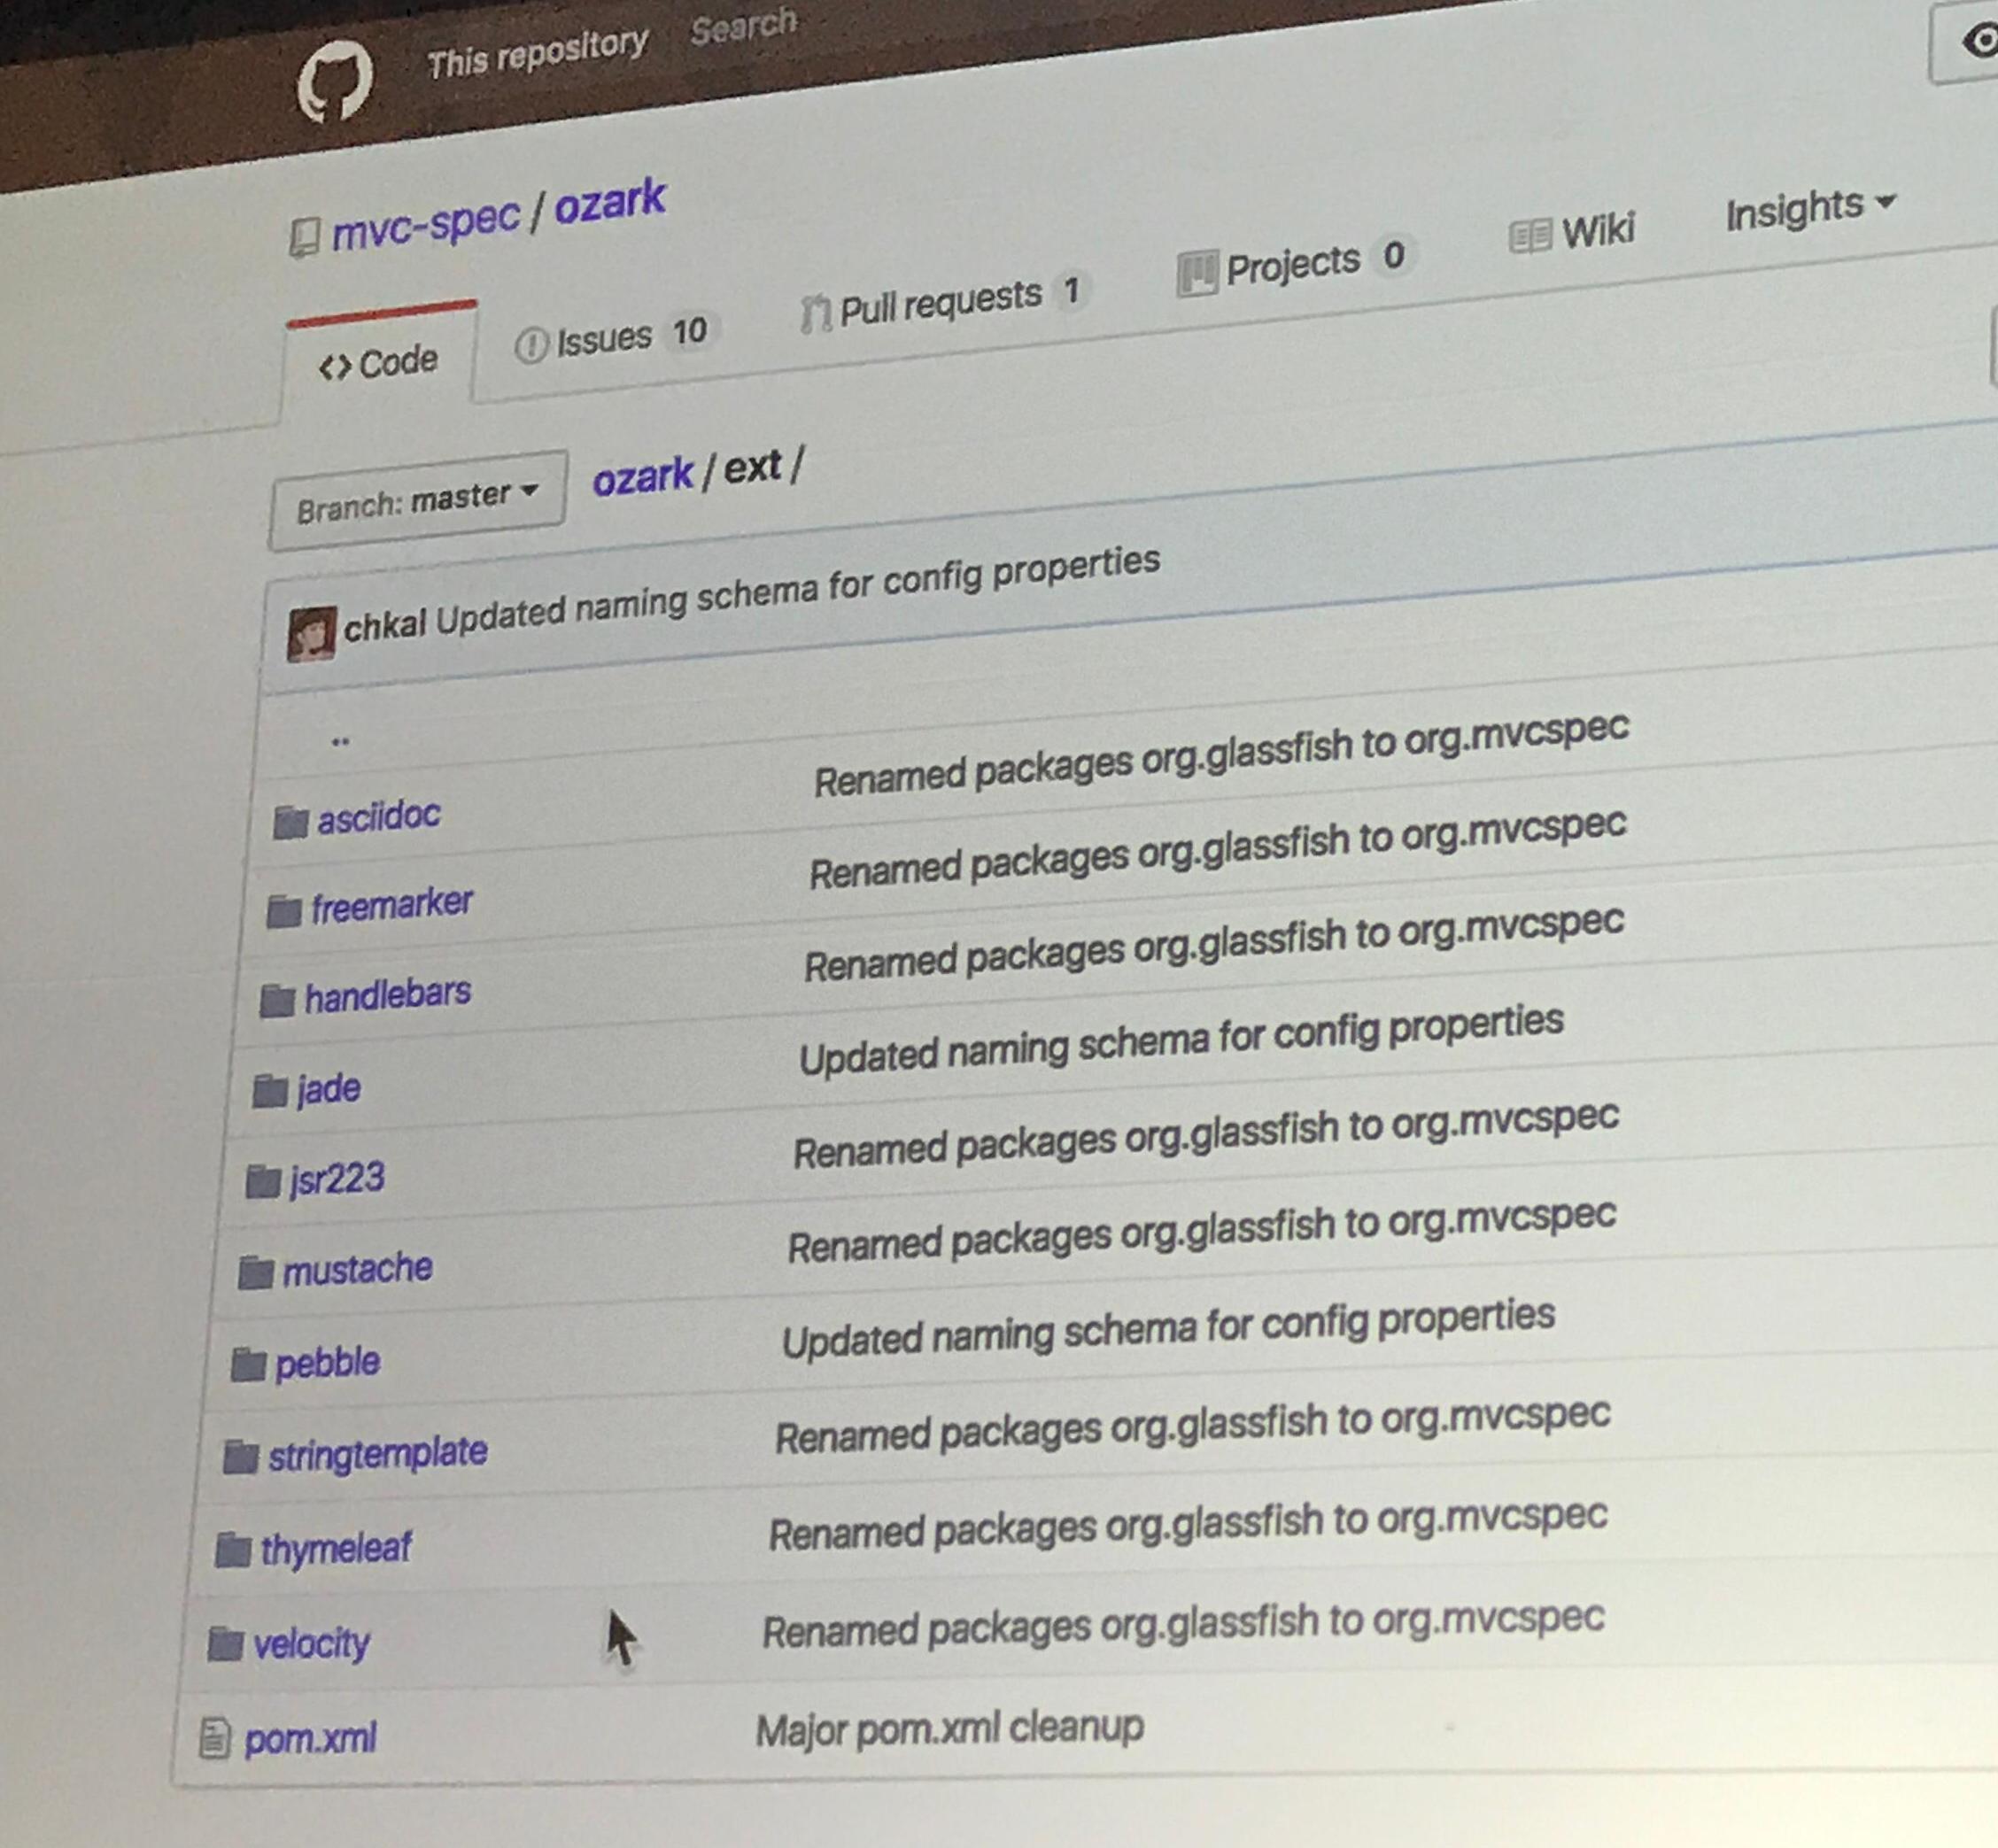 This repository Search
mvc-spec / ozark
<> Code Issues 10 Pull requests 1 Projects 0 Wiki Insights
Branch: master ozark / ext /
chkal Updated naming schema for config properties
..
asciidoc Renamed packages org.glassfish to org.mvcspec
freemarker Renamed packages org.glassfish to org.mvcspec
handlebars Renamed packages org.glassfish to org.mvcspec
jade Updated naming schema for config properties
jsr223 Renamed packages org.glassfish to org.mvcspec
mustache Renamed packages org.glassfish to org.mvcspec
pebble Updated naming schema for config properties
stringtemplate Renamed packages org.glassfish to org.mvcspec
thymeleaf Renamed packages org.glassfish to org.mvcspec
velocity Renamed packages org.glassfish to org.mvcspec
pom.xml Major pom.xml cleanup